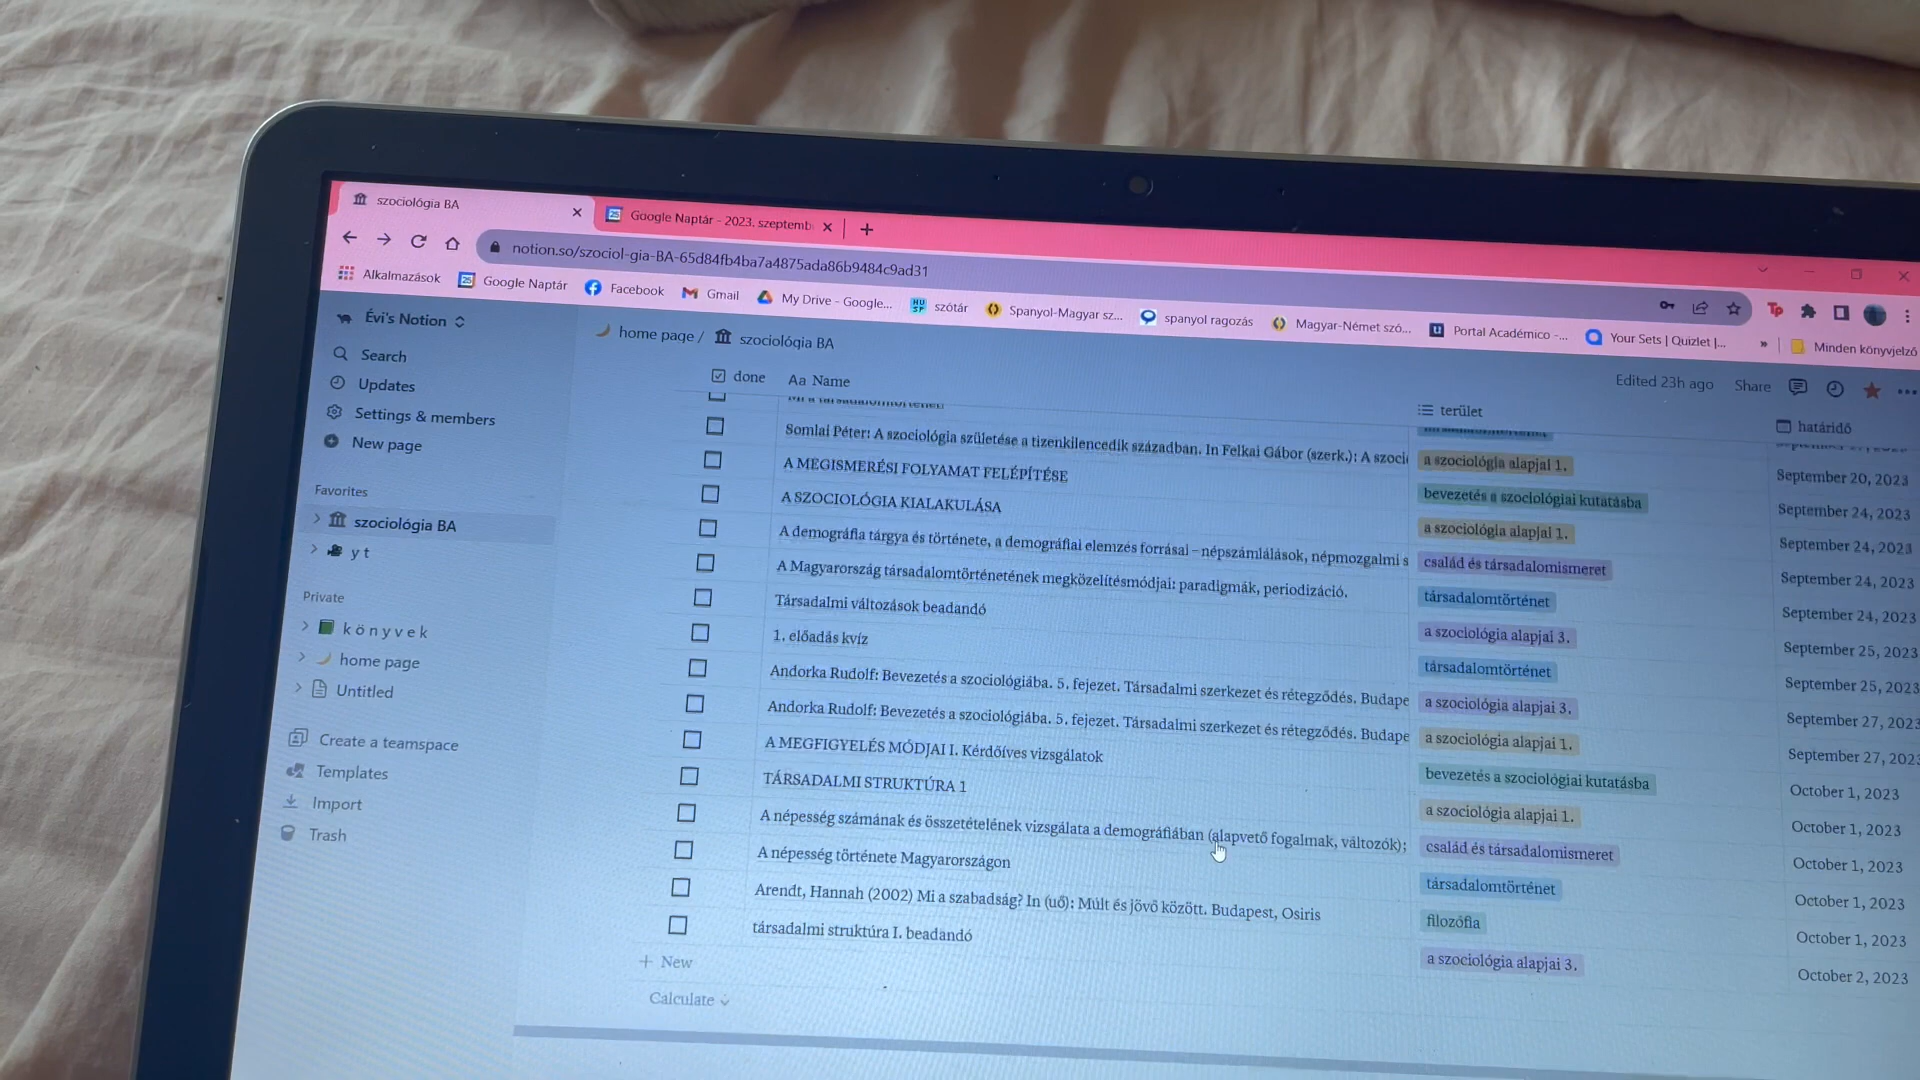 szociológia BA
Google Naptár - 2023. szeptemb
notion.so/szociol-gia-BA-65d84fb4ba7a4875ada86b9484c9ad31
Alkalmazások Google Naptár Facebook Gmail My Drive - Google... szótár Spanyol-Magyar sz... spanyol ragozás Magyar-Német szó... Portal Académico -... Your Sets | Quizlet |... » Minden könyvjelző
Évi's Notion
home page / szociológia BA
Edited 23h ago Share
Search
Updates
Settings & members
New page
Favorites
szociológia BA
y t
Private
k ö n y v e k
home page
Untitled
Create a teamspace
Templates
Import
Trash
done Aa Name terület határidő
Somlai Péter: A szociológia születése a tizenkilencedik században. In Felkai Gábor (szerk.): A szoci a szociológia alapjai 1. September 20, 2023
A MEGISMERÉSI FOLYAMAT FELÉPÍTÉSE bevezetés a szociológiai kutatásba September 24, 2023
A SZOCIOLÓGIA KIALAKULÁSA a szociológia alapjai 1. September 24, 2023
A demográfia tárgya és története, a demográfiai elemzés forrásai – népszámlálások, népmozgalmi s család és társadalomismeret September 24, 2023
A Magyarország társadalomtörténetének megközelítésmódjai: paradigmák, periodizáció. társadalomtörténet September 24, 2023
Társadalmi változások beadandó a szociológia alapjai 3. September 25, 2023
1. előadás kvíz társadalomtörténet September 25, 2023
Andorka Rudolf: Bevezetés a szociológiába. 5. fejezet. Társadalmi szerkezet és rétegződés. Budape a szociológia alapjai 3. September 27, 2023
Andorka Rudolf: Bevezetés a szociológiába. 5. fejezet. Társadalmi szerkezet és rétegződés. Budape a szociológia alapjai 1. September 27, 2023
A MEGFIGYELÉS MÓDJAI I. Kérdőíves vizsgálatok bevezetés a szociológiai kutatásba October 1, 2023
TÁRSADALMI STRUKTÚRA 1 a szociológia alapjai 1. October 1, 2023
A népesség számának és összetételének vizsgálata a demográfiában (alapvető fogalmak, változók); család és társadalomismeret October 1, 2023
A népesség története Magyarországon társadalomtörténet October 1, 2023
Arendt, Hannah (2002) Mi a szabadság? In (uő): Múlt és jövő között. Budapest, Osiris filozófia October 1, 2023
társadalmi struktúra I. beadandó a szociológia alapjai 3. October 2, 2023
+ New
Calculate